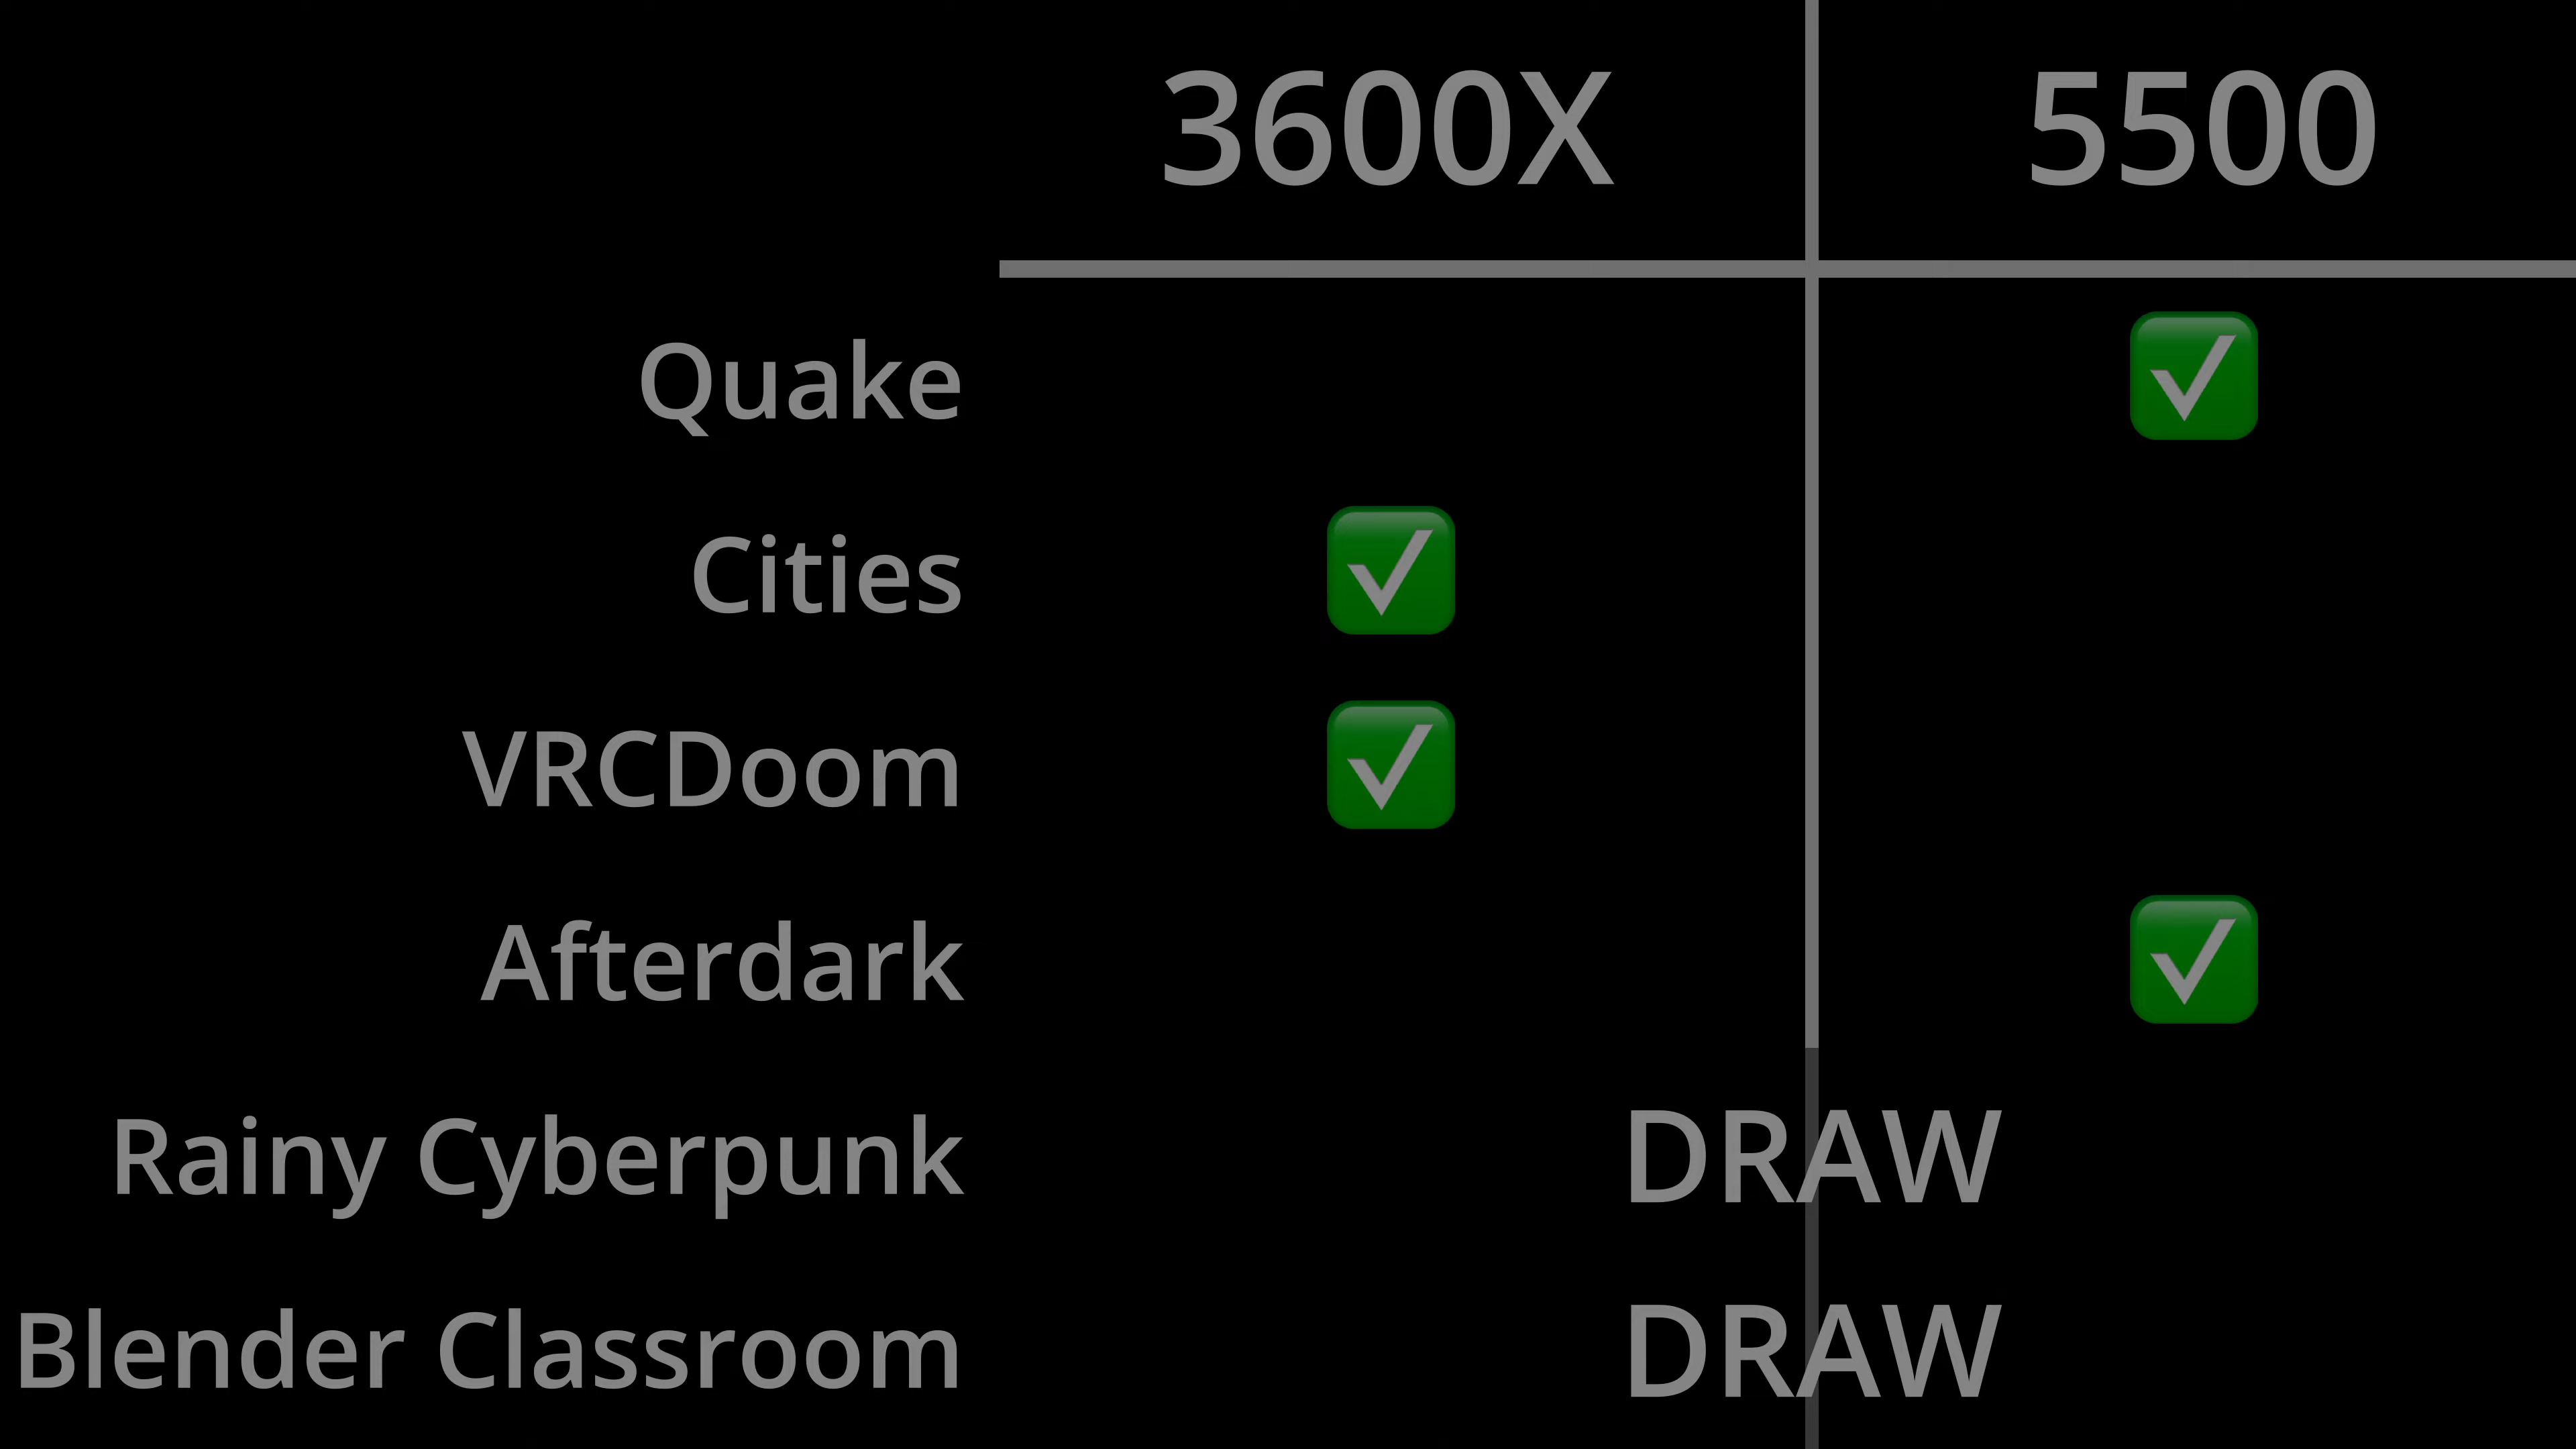 3600X 5500
Quake ✅
Cities ✅
VRCDoom ✅
Afterdark ✅
Rainy Cyberpunk DRAW
Blender Classroom DRAW